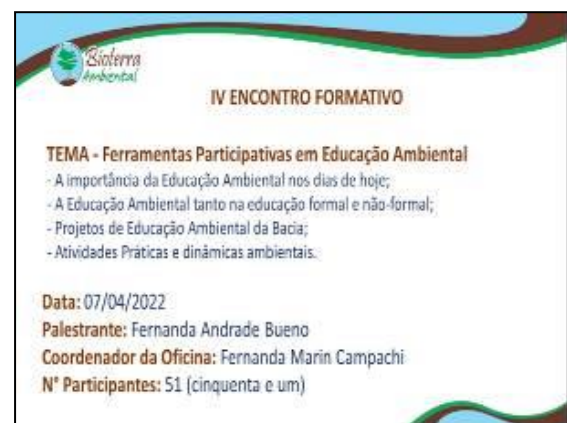 Bioterra
Ambiental
IV ENCONTRO FORMATIVO
TEMA - Ferramentas Participativas em Educação Ambiental
- A importância da Educação Ambiental nos dias de hoje;
- A Educação Ambiental tanto na educação formal e não-formal;
- Projetos de Educação Ambiental da Bacia;
- Atividades Práticas e dinâmicas ambientais.
Data: 07/04/2022
Palestrante: Fernanda Andrade Bueno
Coordenador da Oficina: Fernanda Marin Campachi
N° Participantes: 51 (cinquenta e um)